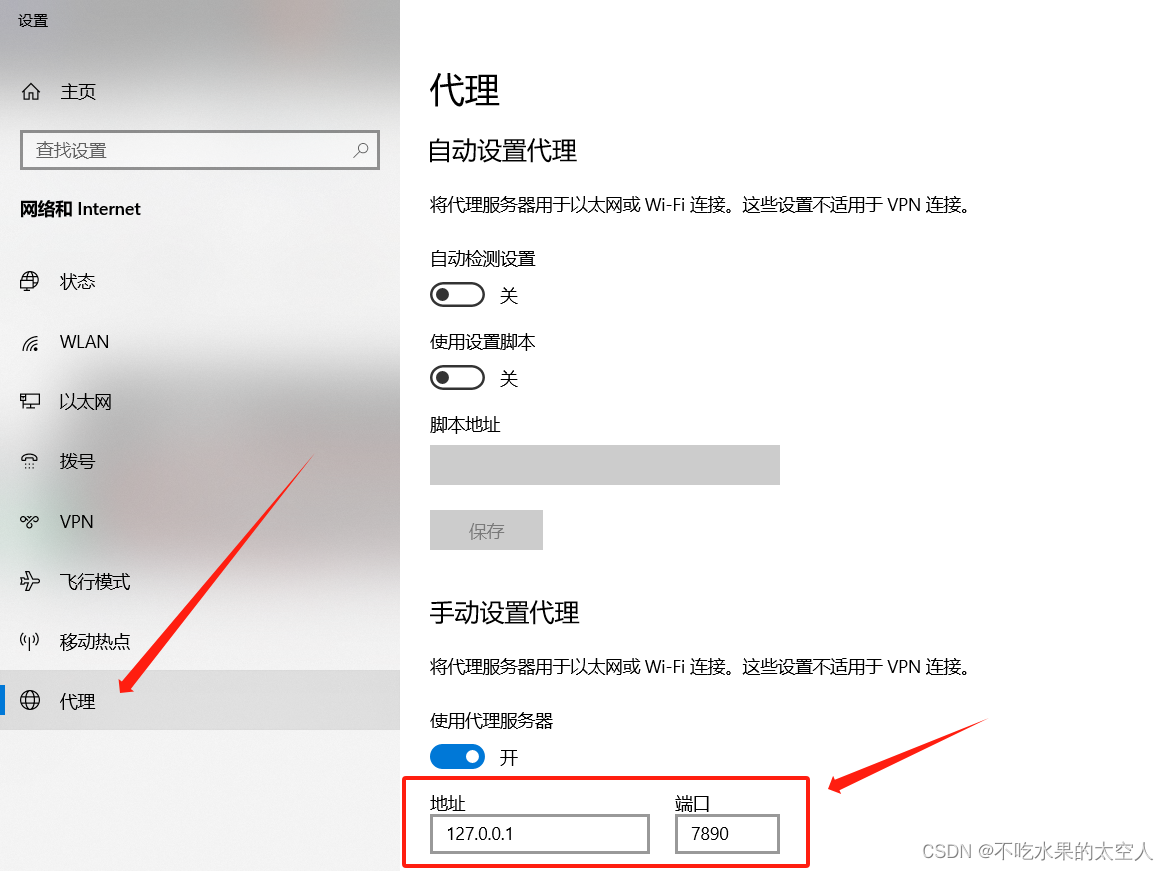 设置
主页
查找设置
网络和 Internet
状态
WLAN
以太网
拨号
VPN
飞行模式
移动热点
代理
代理
自动设置代理
将代理服务器用于以太网或 Wi-Fi 连接。这些设置不适用于 VPN 连接。
自动检测设置
关
使用设置脚本
关
脚本地址
保存
手动设置代理
将代理服务器用于以太网或 Wi-Fi 连接。这些设置不适用于 VPN 连接。
使用代理服务器
开
地址 端口
127.0.0.1 7890
CSDN @不吃水果的太空人